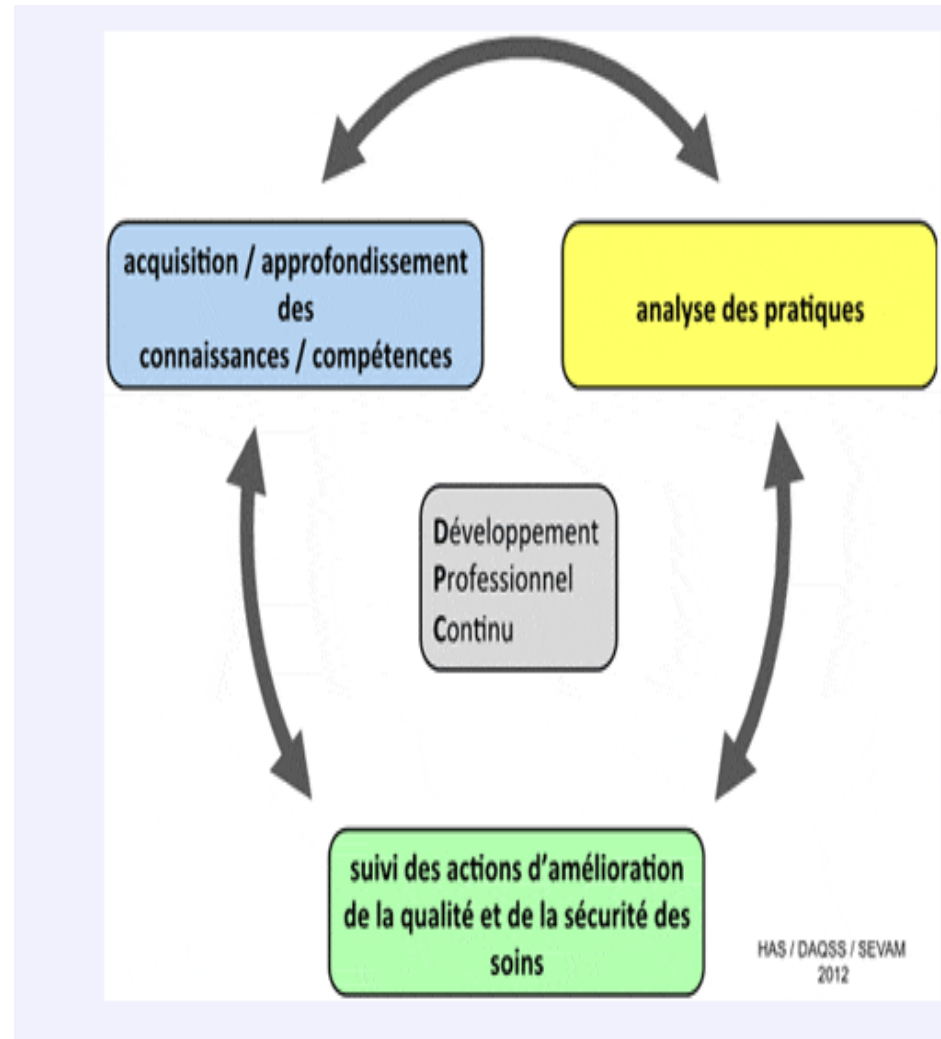 acquisition / approfondissement
des
connaissances / compétences
analyse des pratiques
Développement
Professionnel
Continu
suivi des actions d'amélioration
de la qualité et de la sécurité des
soins
HAS / DAQSS / SEVAM
2012